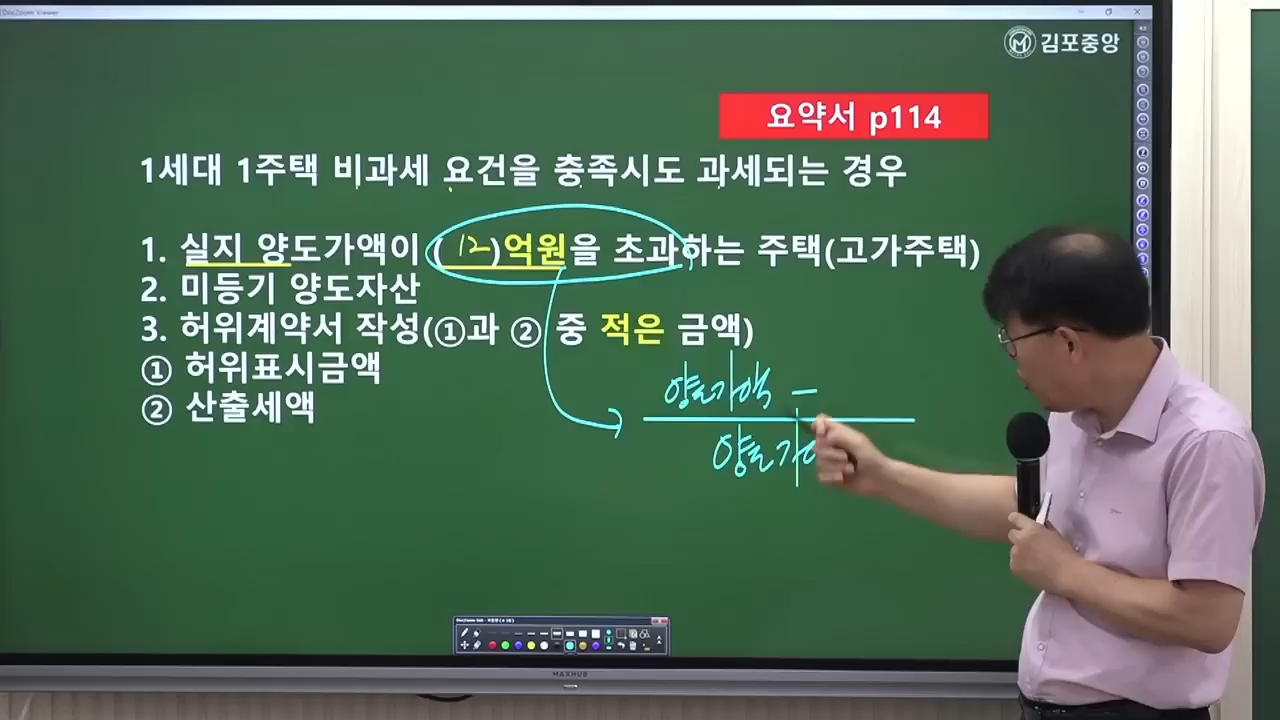 DocZoom Viewer
김포중앙
요약서 p114
1세대 1주택 비과세 요건을 충족시도 과세되는 경우
1. 실지 양도가액이 ( 12 )억원을 초과하는 주택(고가주택)
2. 미등기 양도자산
3. 허위계약서 작성(①과 ② 중 적은 금액)
① 허위표시금액
② 산출세액
양도가액 -
양도가
MAXHUB